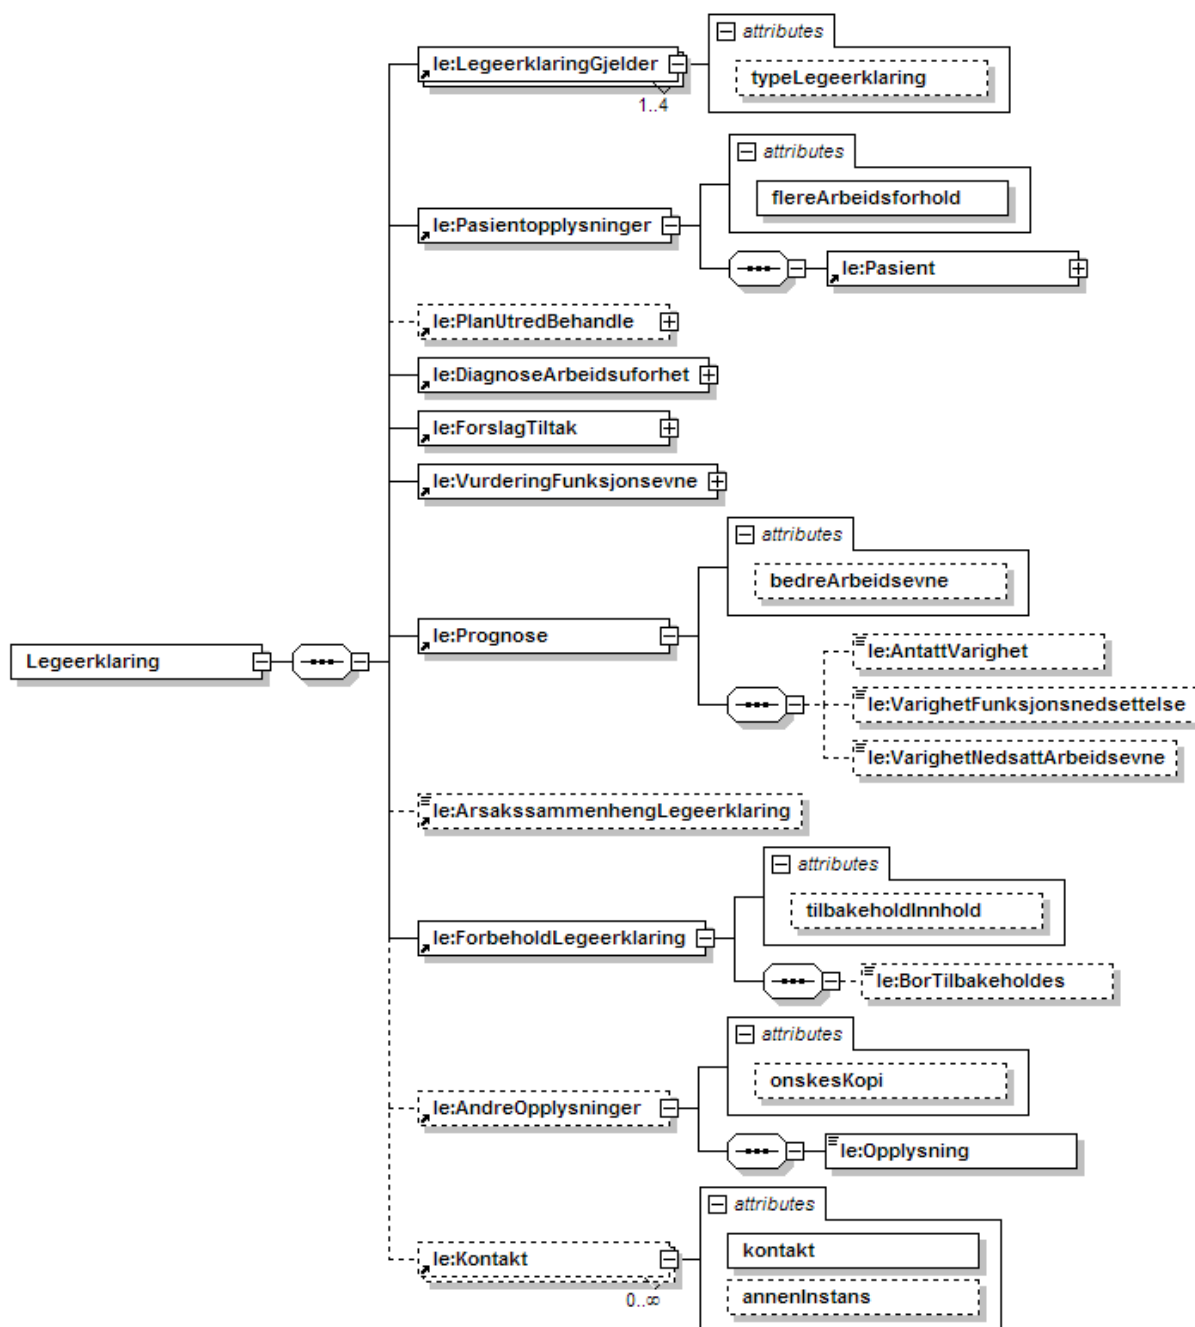 attributes
le:LegeerklaringGjelder
typeLegeerklaring
1..4
attributes
flereArbeidsforhold
le:Pasientopplysninger
le:Pasient
le:PlanUtredBehandle
le:DiagnoseArbeidsuforhet
le:ForslagTiltak
le:VurderingFunksjonsevne
attributes
bedreArbeidsevne
le:Prognose
Legeerklaring
le:AntattVarighet
le:VarighetFunksjonsnedsettelse
le:VarighetNedsattArbeidsevne
le:ArsakssammenhengLegeerklaring
attributes
tilbakeholdInnhold
le:ForbeholdLegeerklaring
le:BorTilbakeholdes
attributes
onskesKopi
le:AndreOpplysninger
le:Opplysning
attributes
kontakt
le:Kontakt
annenInstans
0..∞